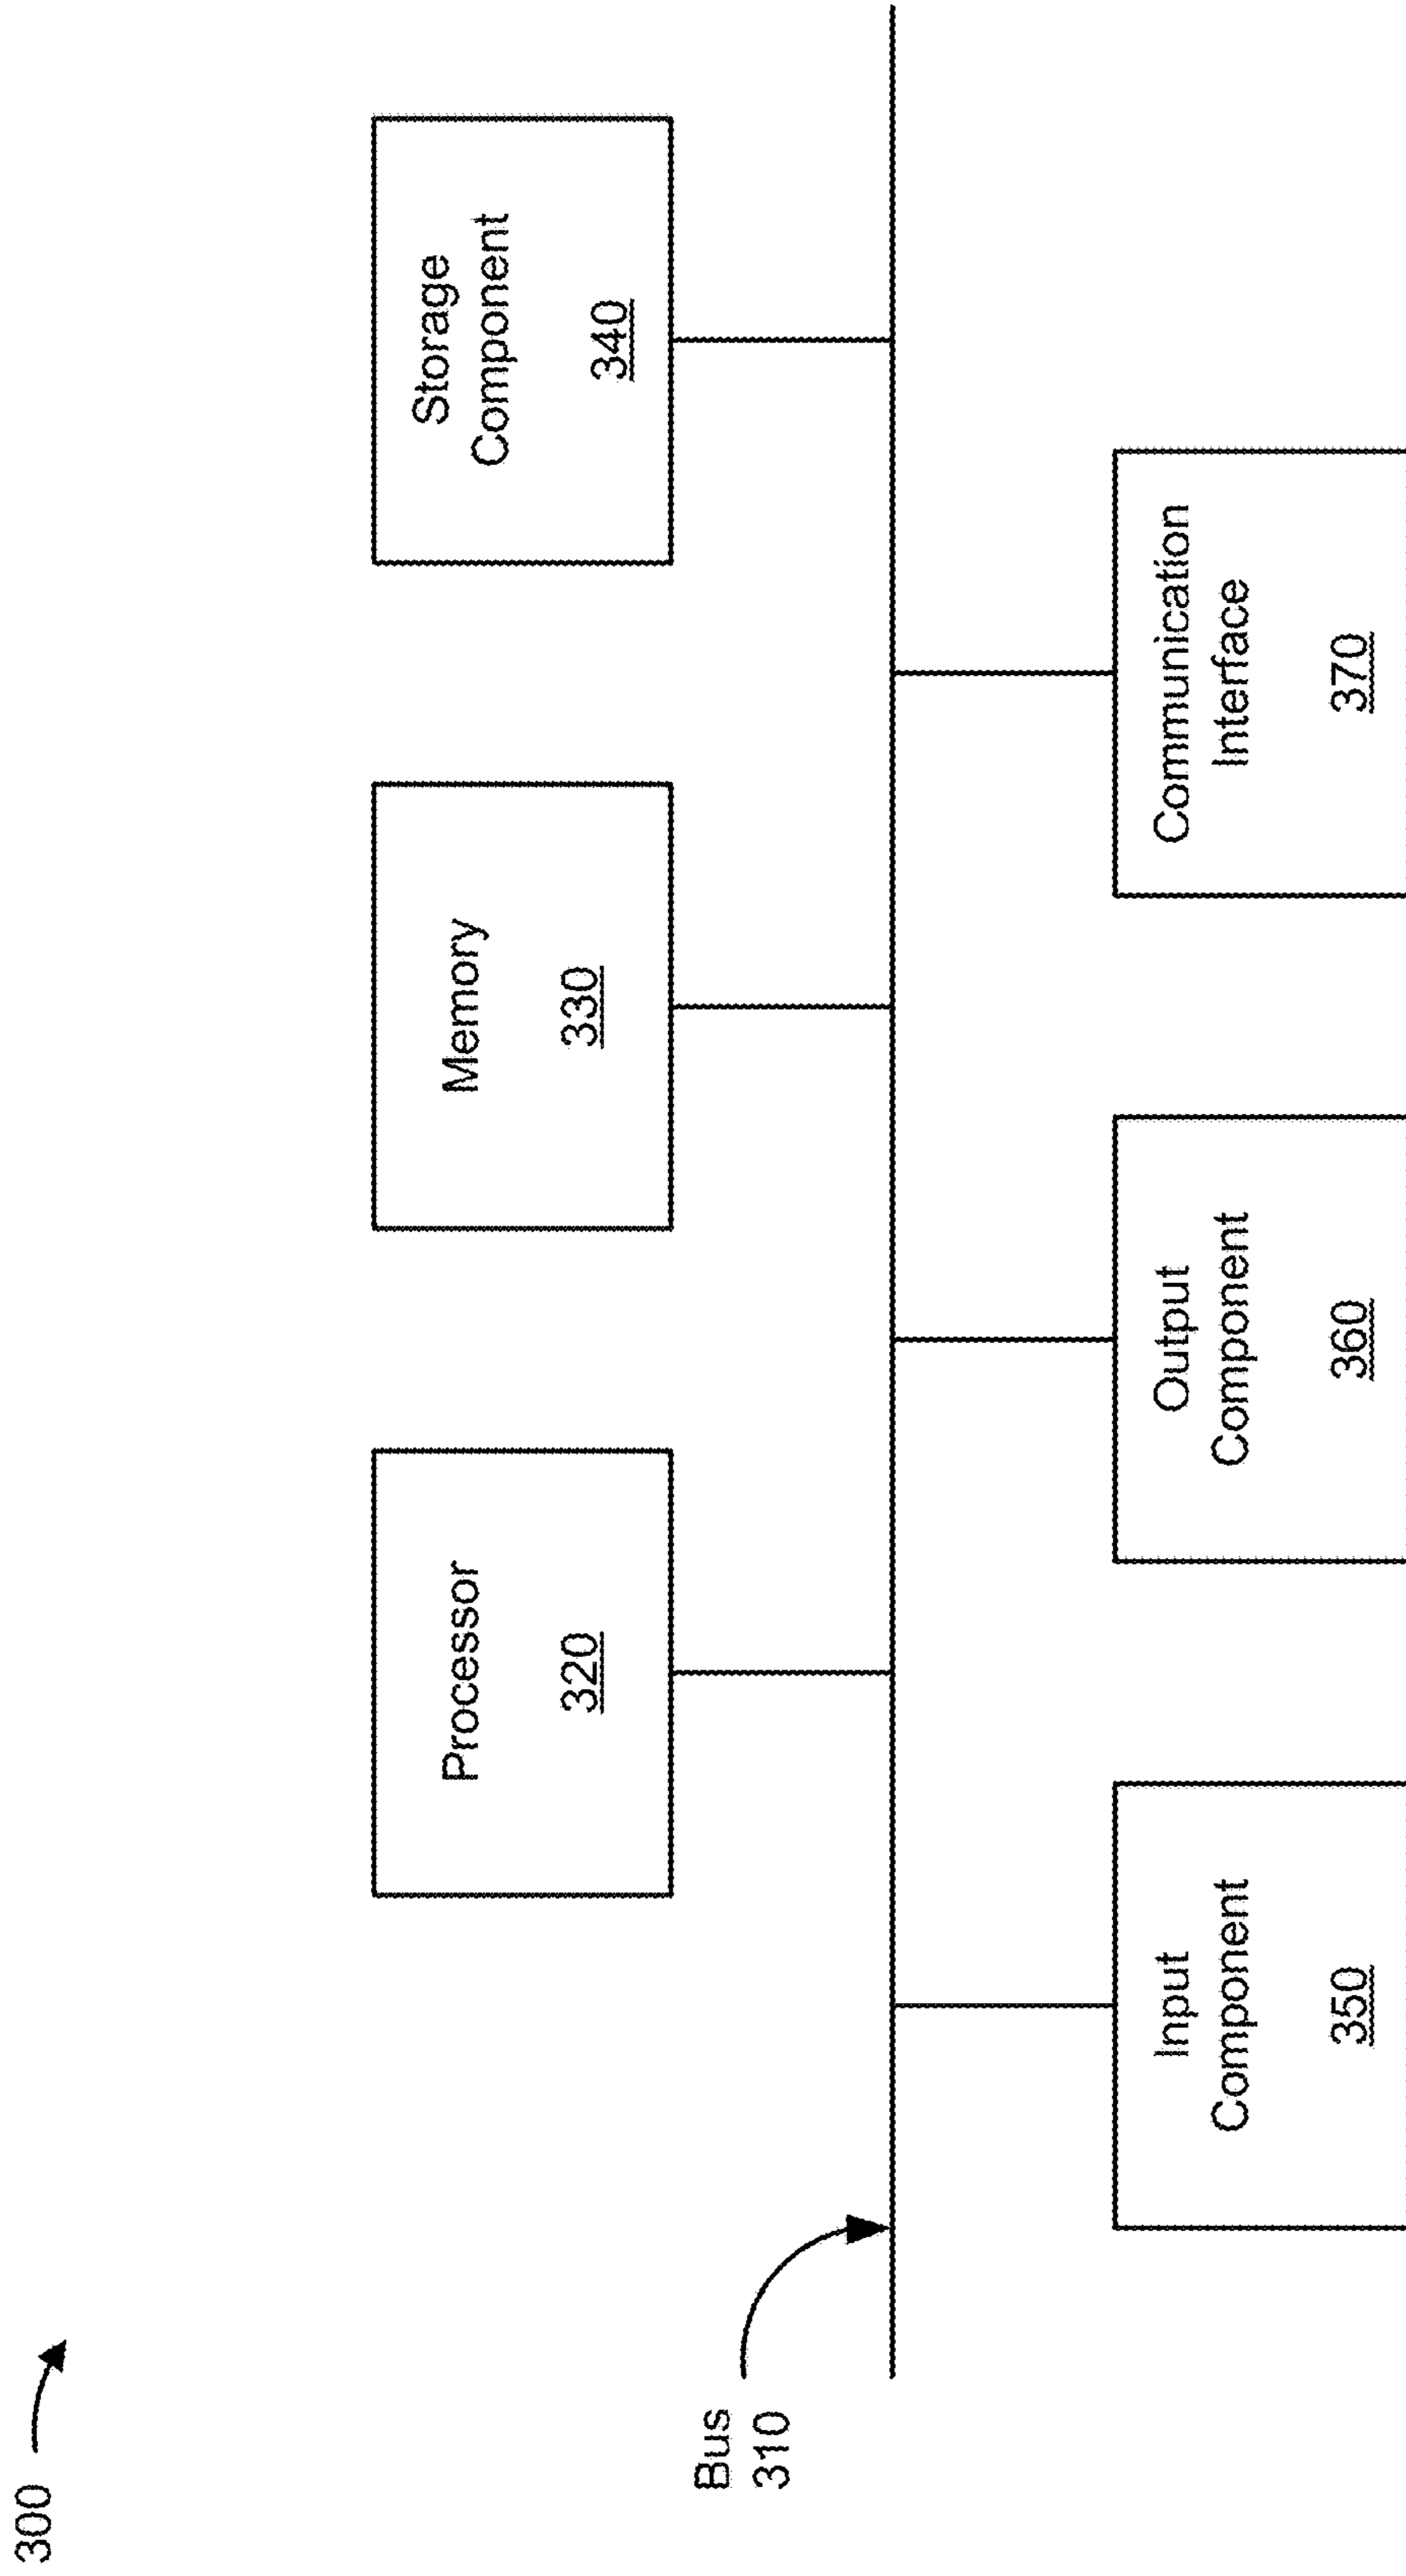 300
Processor
320
Memory
330
Storage
Component
340
Bus
310
Input
Component
350
Output
Component
360
Communication
Interface
370